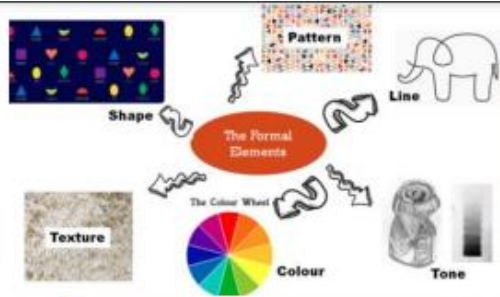 Pattern
Line
Shape
The Formal
Elements
The Colour Wheel
Texture
Colour
Tone